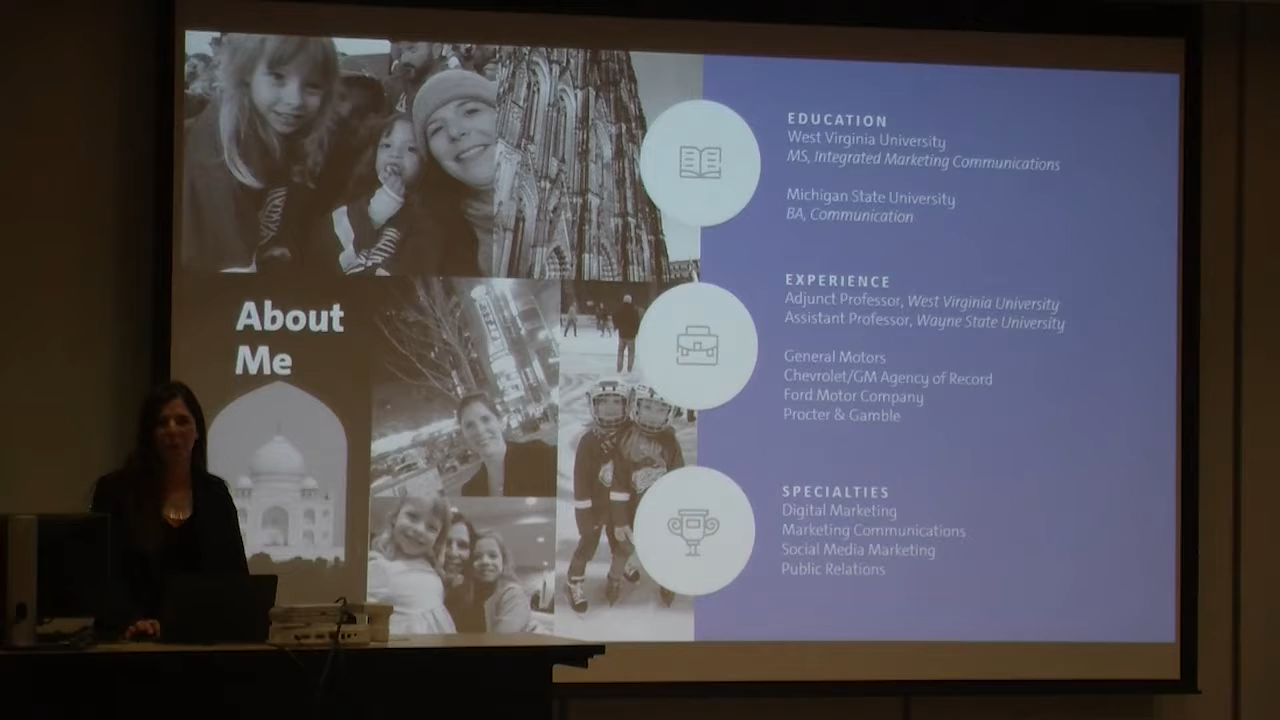 About
Me
EDUCATION
West Virginia University
MS, Integrated Marketing Communications
Michigan State University
BA, Communication
EXPERIENCE
Adjunct Professor, West Virginia University
Assistant Professor, Wayne State University
General Motors
Chevrolet/GM Agency of Record
Ford Motor Company
Procter & Gamble
SPECIALTIES
Digital Marketing
Marketing Communications
Social Media Marketing
Public Relations